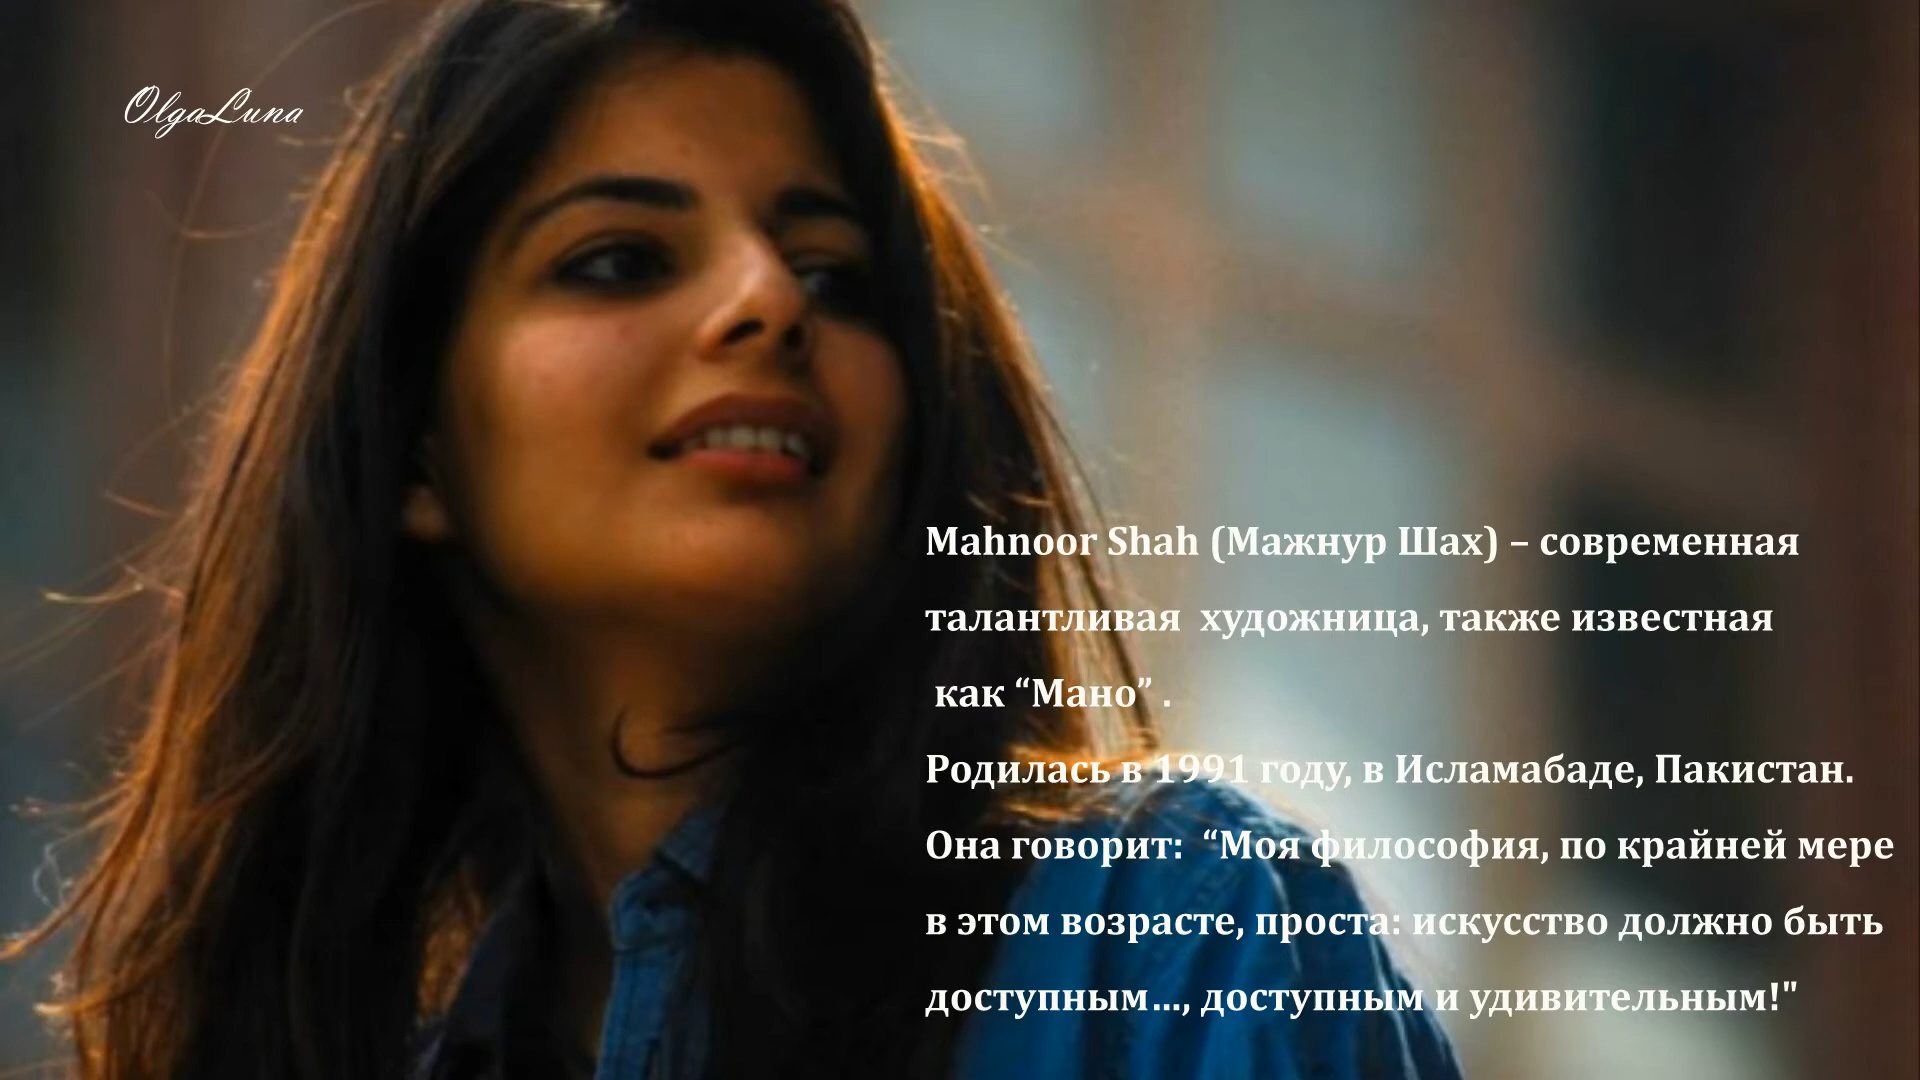 OlgaLuna
Mahnoor Shah (Мажнур Шах) – современная
талантливая  художница, также известная
как “Мано” .
Родилась в 1991 году, в Исламабаде, Пакистан.
Она говорит:  “Моя философия, по крайней мере
в этом возрасте, проста: искусство должно быть
доступным…, доступным и удивительным!"